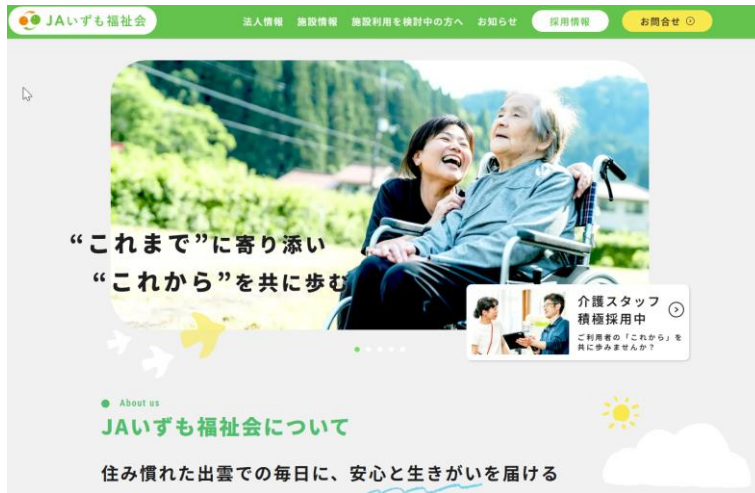 JAいずも福祉会
法人情報 施設情報 施設利用を検討中の方へ お知らせ 採用情報 お問合せ
“これまで”に寄り添い
“これから”を共に歩む
介護スタッフ
積極採用中
ご利用者の「これから」を
共に歩みませんか？
About us
JAいずも福祉会について
住み慣れた出雲での毎日に、安心と生きがいを届ける